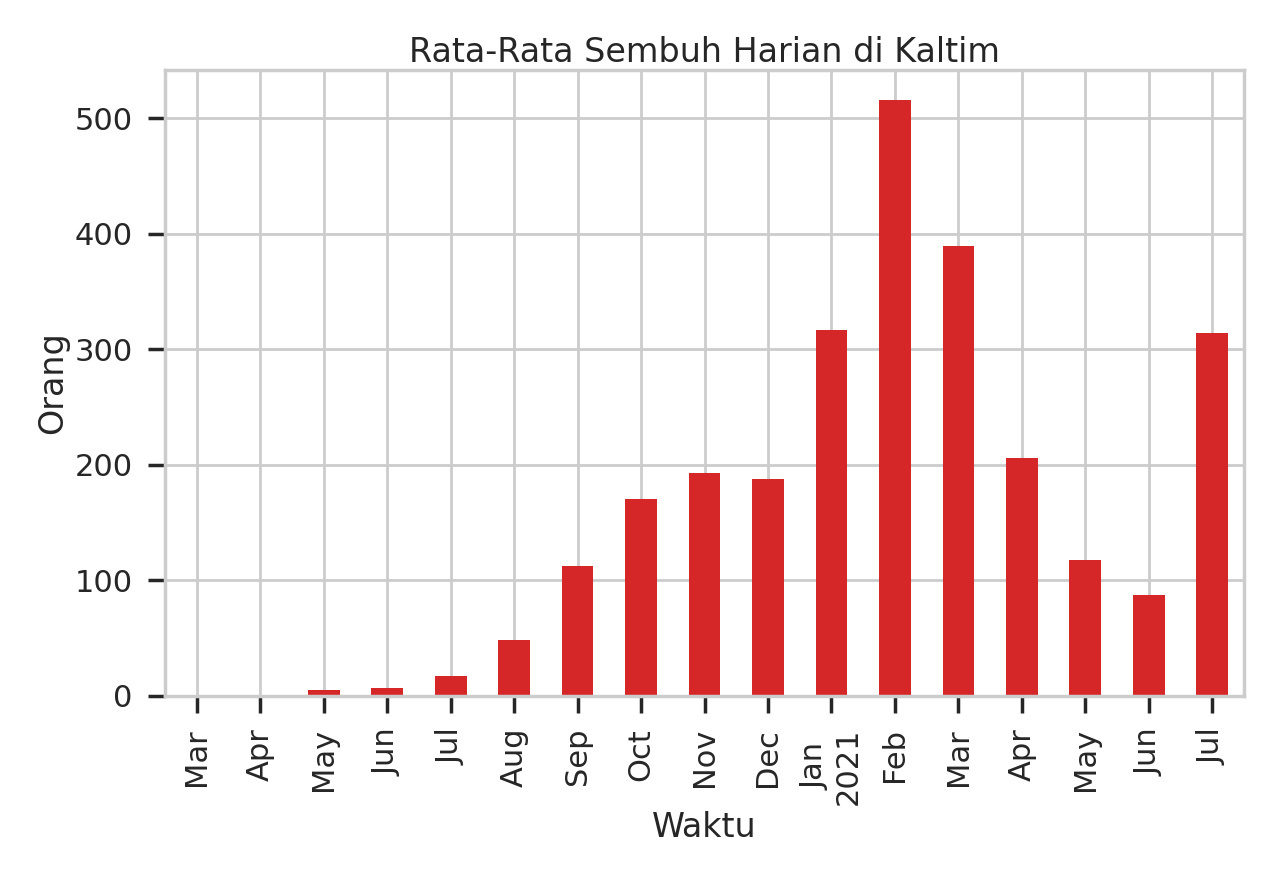 Rata-Rata Sembuh Harian di Kaltim
Orang
500
400
300
200
100
0
Mar
Apr
May
Jun
Jul
Aug
Sep
Oct
Nov
Dec
Jan
2021
Feb
Mar
Apr
May
Jun
Jul
Waktu